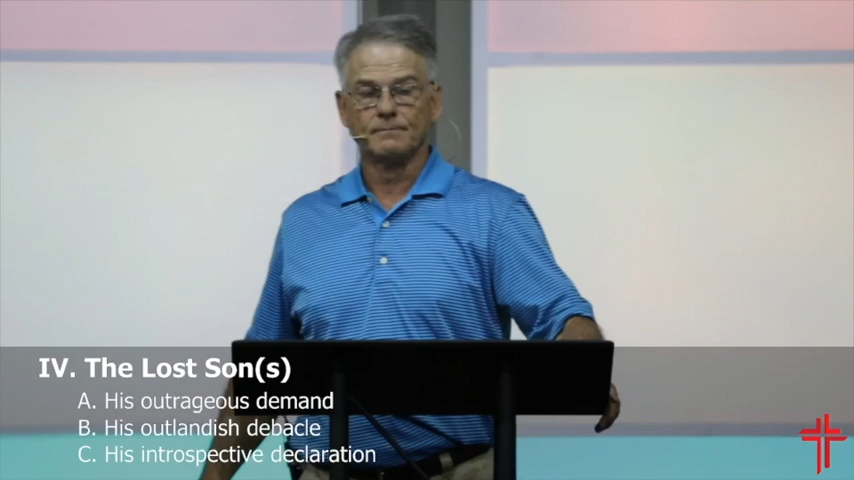 IV. The Lost Son(s)
A. His outrageous demand
B. His outlandish debacle
C. His introspective declaration